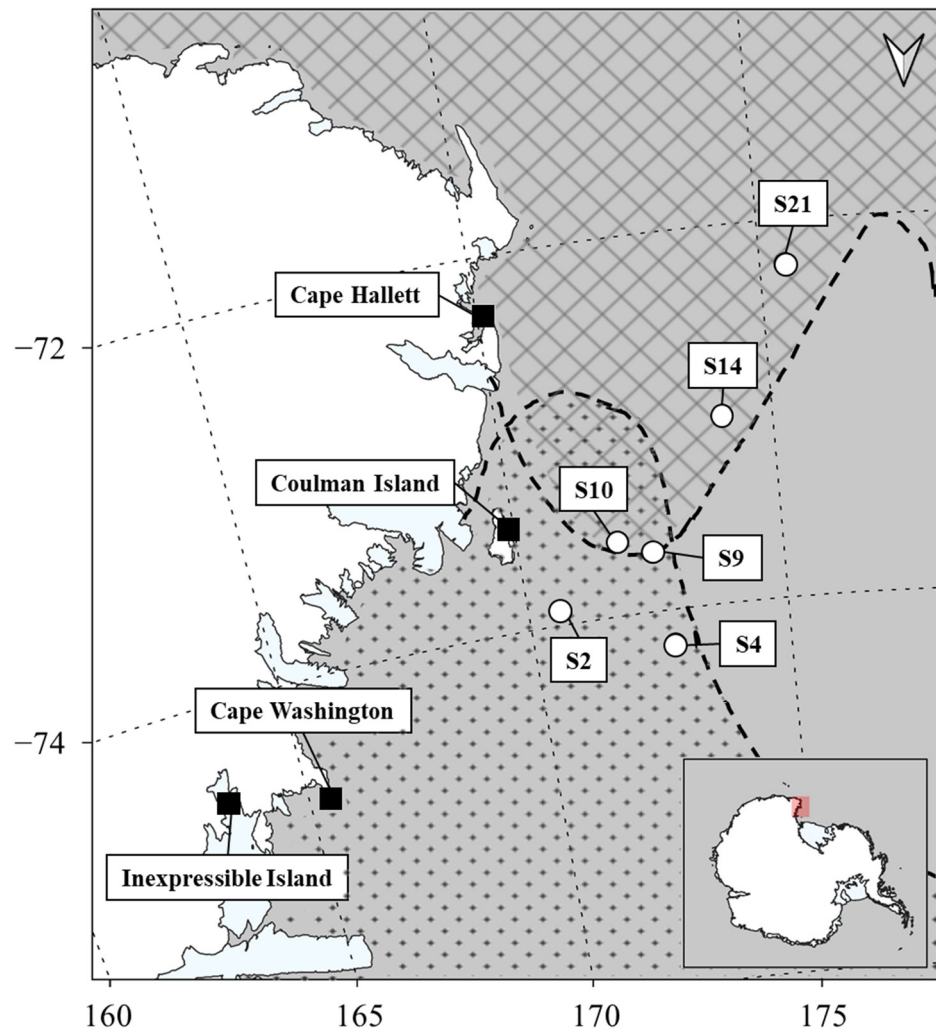 S21
Cape Hallett
−72
S14
Coulman Island
S10
S9
S2
S4
Cape Washington
−74
Inexpressible Island
160
165
170
175